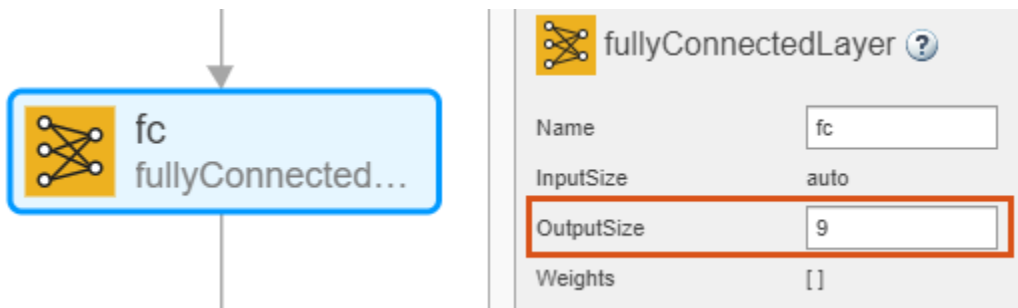 fc
fullyConnected...
fullyConnectedLayer ?
Name fc
InputSize auto
OutputSize 9
Weights [ ]